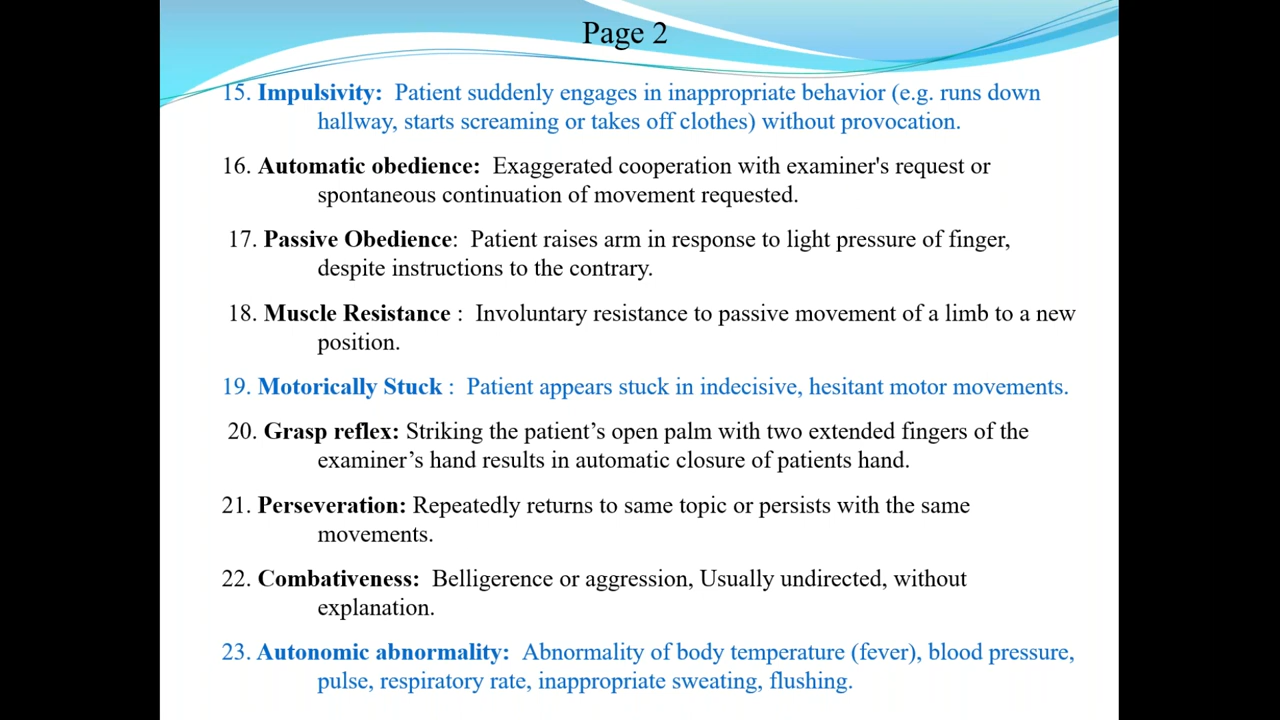 Page 2
15. Impulsivity: Patient suddenly engages in inappropriate behavior (e.g. runs down
hallway, starts screaming or takes off clothes) without provocation.
16. Automatic obedience: Exaggerated cooperation with examiner's request or
spontaneous continuation of movement requested.
17. Passive Obedience: Patient raises arm in response to light pressure of finger,
despite instructions to the contrary.
18. Muscle Resistance : Involuntary resistance to passive movement of a limb to a new
position.
19. Motorically Stuck : Patient appears stuck in indecisive, hesitant motor movements.
20. Grasp reflex: Striking the patient’s open palm with two extended fingers of the
examiner’s hand results in automatic closure of patients hand.
21. Perseveration: Repeatedly returns to same topic or persists with the same
movements.
22. Combativeness: Belligerence or aggression, Usually undirected, without
explanation.
23. Autonomic abnormality: Abnormality of body temperature (fever), blood pressure,
pulse, respiratory rate, inappropriate sweating, flushing.